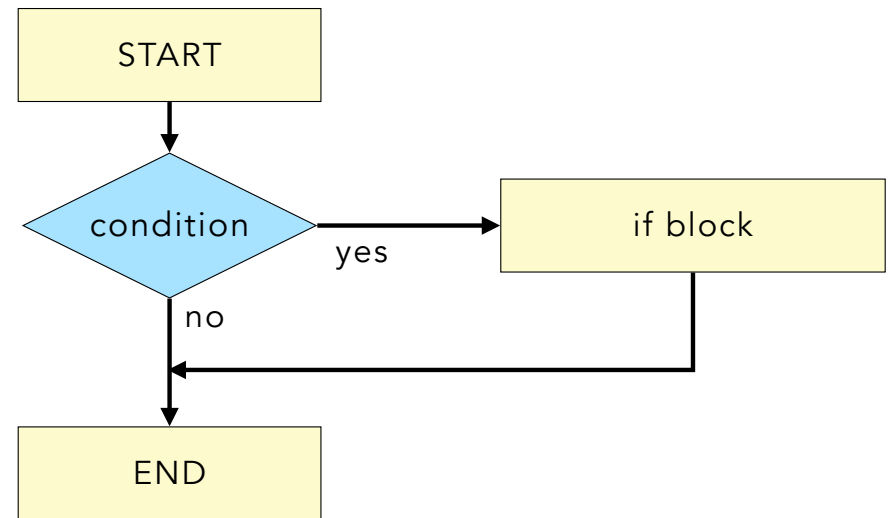 START
condition
yes
if block
no
END